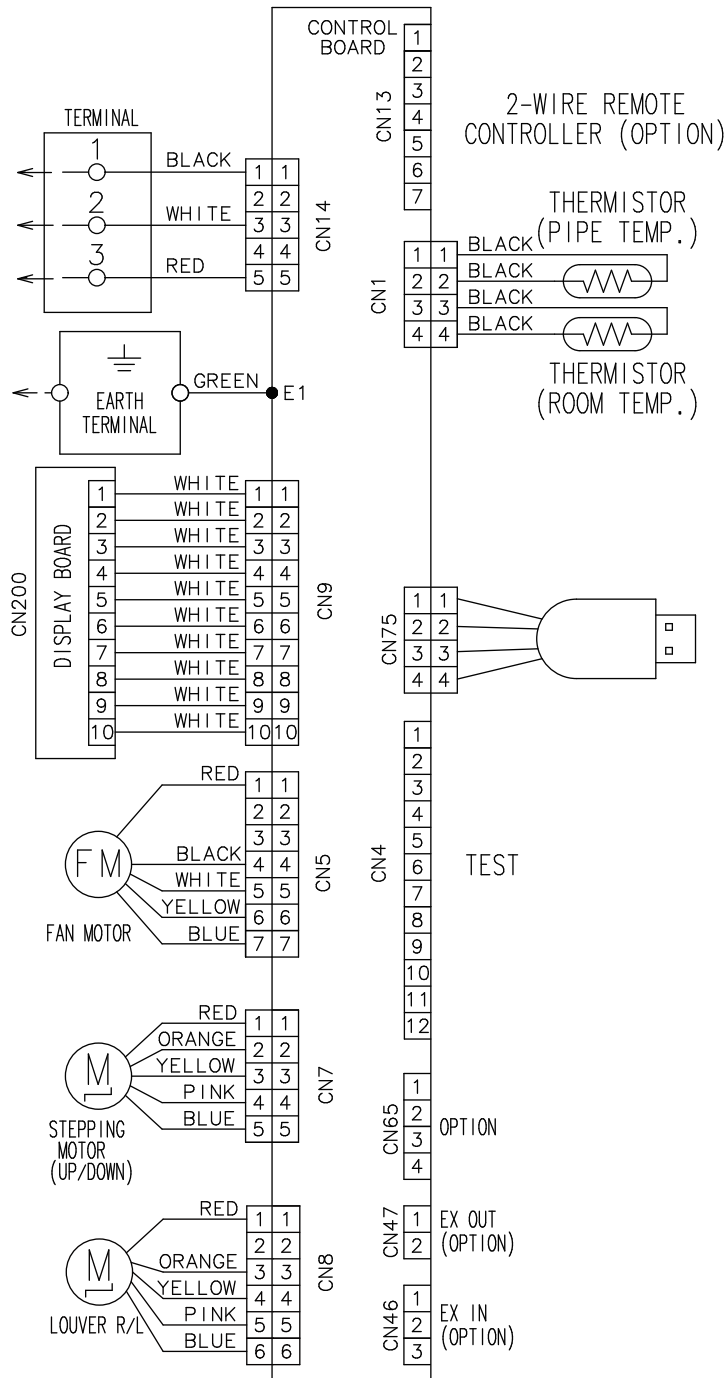 CONTROL
BOARD
CN13
1
2
3
4
5
6
7
2-WIRE REMOTE
CONTROLLER (OPTION)
TERMINAL
1
2
3
BLACK
WHITE
RED
1 1
2 2
3 3
4 4
5 5
CN14
THERMISTOR
(PIPE TEMP.)
CN1
1 1
2 2
3 3
4 4
BLACK
BLACK
BLACK
BLACK
THERMISTOR
(ROOM TEMP.)
EARTH
TERMINAL
GREEN
E1
CN200
DISPLAY BOARD
1
2
3
4
5
6
7
8
9
10
WHITE
WHITE
WHITE
WHITE
WHITE
WHITE
WHITE
WHITE
WHITE
WHITE
1 1
2 2
3 3
4 4
5 5
6 6
7 7
8 8
9 9
10 10
CN9
CN75
1 1
2 2
3 3
4 4
FM
FAN MOTOR
RED
BLACK
WHITE
YELLOW
BLUE
1 1
2 2
3 3
4 4
5 5
6 6
7 7
CN5
CN4
1
2
3
4
5
6
7
8
9
10
11
12
TEST
M
STEPPING
MOTOR
(UP/DOWN)
RED
ORANGE
YELLOW
PINK
BLUE
1 1
2 2
3 3
4 4
5 5
CN7
CN65
1
2
3
4
OPTION
M
LOUVER R/L
RED
ORANGE
YELLOW
PINK
BLUE
1 1
2 2
3 3
4 4
5 5
6 6
CN8
CN47
1
2
EX OUT
(OPTION)
CN46
1
2
3
EX IN
(OPTION)